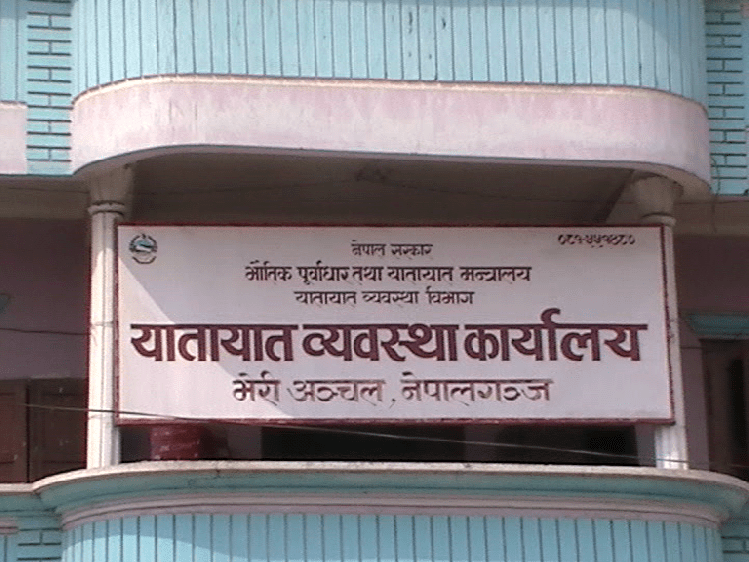 नेपाल सरकार
भौतिक पूर्वाधार तथा यातायात मन्त्रालय
यातायात व्यवस्था विभाग
यातायात व्यवस्था कार्यालय
भेरी अञ्चल, नेपालगञ्ज